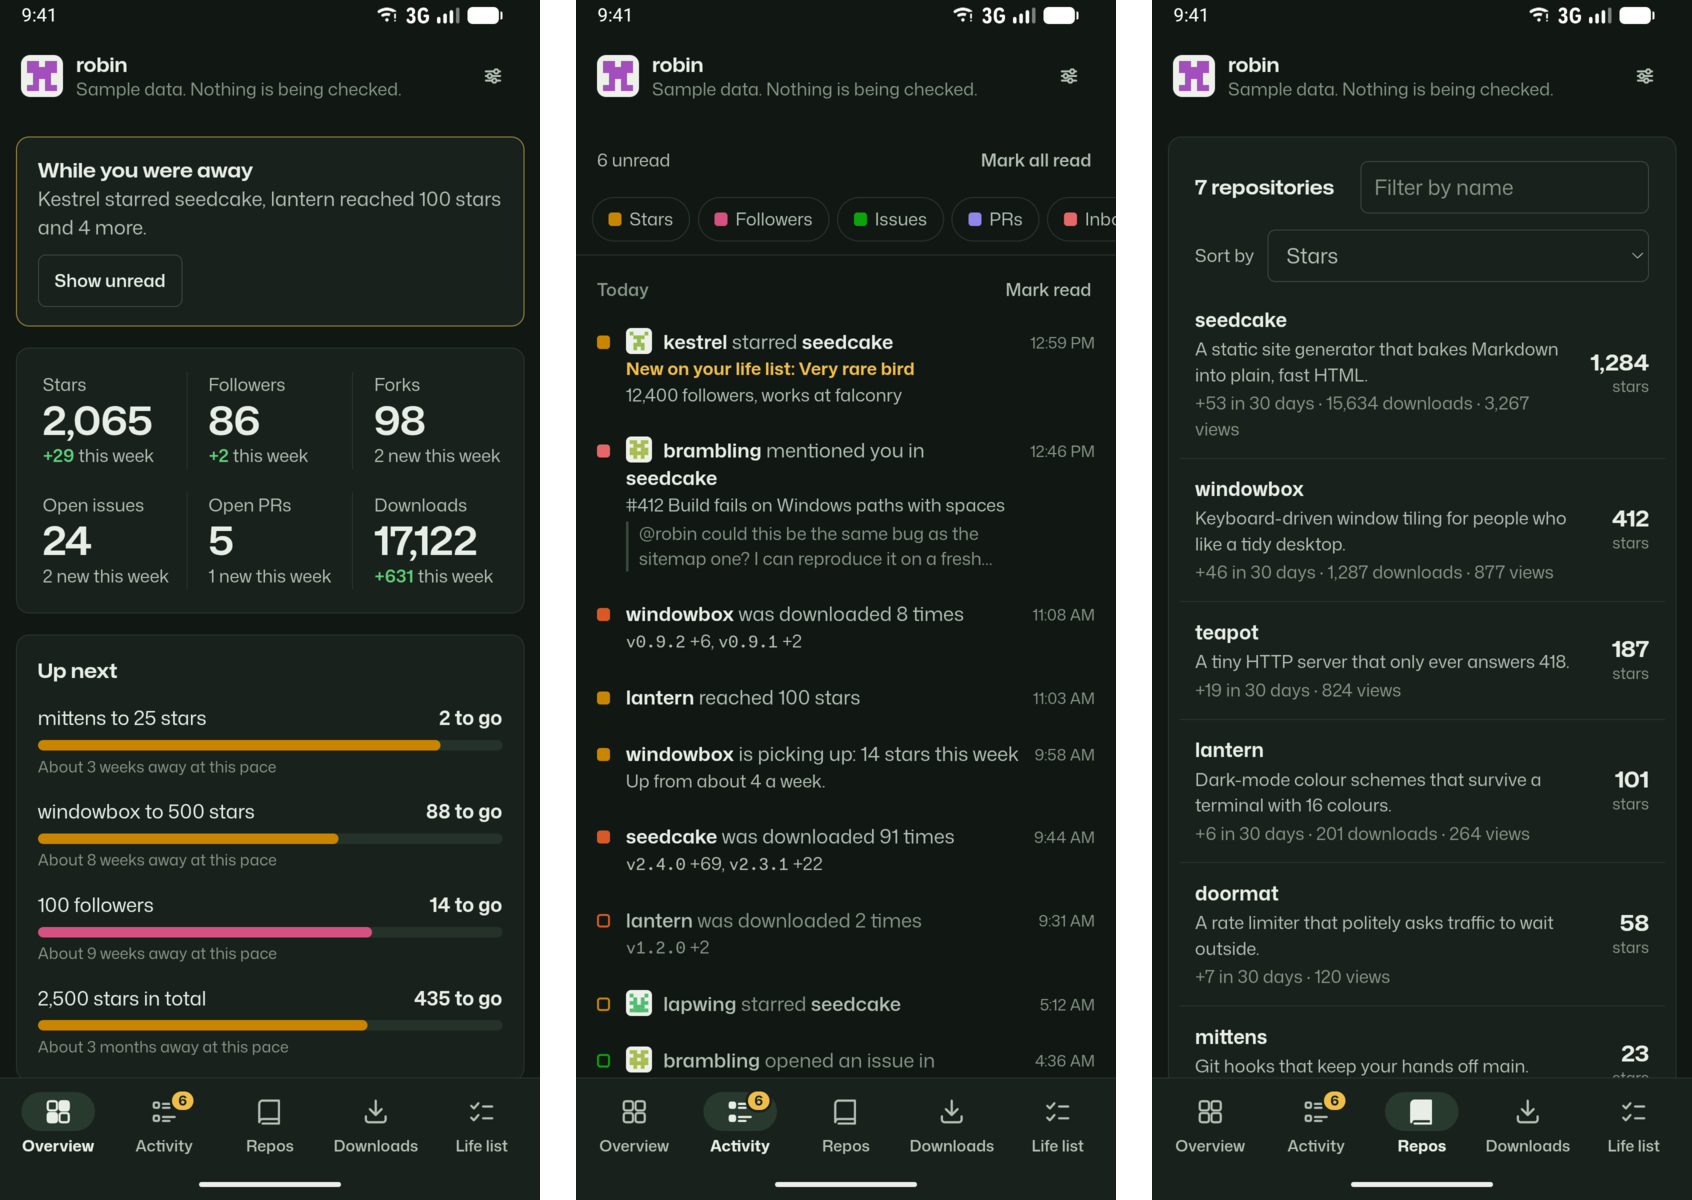 9:41
3G
robin
Sample data. Nothing is being checked.
While you were away
Kestrel starred seedcake, lantern reached 100 stars
and 4 more.
Show unread
Stars
2,065
+29 this week
Followers
86
+2 this week
Forks
98
2 new this week
Open issues
24
2 new this week
Open PRs
5
1 new this week
Downloads
17,122
+631 this week
Up next
mittens to 25 stars
2 to go
About 3 weeks away at this pace
windowbox to 500 stars
88 to go
About 8 weeks away at this pace
100 followers
14 to go
About 9 weeks away at this pace
2,500 stars in total
435 to go
About 3 months away at this pace
6
Overview
Activity
Repos
Downloads
Life list
9:41
3G
robin
Sample data. Nothing is being checked.
6 unread
Mark all read
Stars
Followers
Issues
PRs
Inbo
Today
Mark read
kestrel starred seedcake
12:59 PM
New on your life list: Very rare bird
12,400 followers, works at falconry
brambling mentioned you in
12:46 PM
seedcake
#412 Build fails on Windows paths with spaces
@robin could this be the same bug as the
sitemap one? I can reproduce it on a fresh...
windowbox was downloaded 8 times
11:08 AM
v0.9.2 +6, v0.9.1 +2
lantern reached 100 stars
11:03 AM
windowbox is picking up: 14 stars this week
9:58 AM
Up from about 4 a week.
seedcake was downloaded 91 times
9:44 AM
v2.4.0 +69, v2.3.1 +22
lantern was downloaded 2 times
9:31 AM
v1.2.0 +2
lapwing starred seedcake
5:12 AM
brambling opened an issue in
4:36 AM
6
Overview
Activity
Repos
Downloads
Life list
9:41
3G
robin
Sample data. Nothing is being checked.
7 repositories
Filter by name
Sort by
Stars
seedcake
A static site generator that bakes Markdown
into plain, fast HTML.
+53 in 30 days · 15,634 downloads · 3,267
views
1,284
stars
windowbox
Keyboard-driven window tiling for people who
like a tidy desktop.
+46 in 30 days · 1,287 downloads · 877 views
412
stars
teapot
A tiny HTTP server that only ever answers 418.
+19 in 30 days · 824 views
187
stars
lantern
Dark-mode colour schemes that survive a
terminal with 16 colours.
+6 in 30 days · 201 downloads · 264 views
101
stars
doormat
A rate limiter that politely asks traffic to wait
outside.
+7 in 30 days · 120 views
58
stars
mittens
Git hooks that keep your hands off main.
23
stars
6
Overview
Activity
Repos
Downloads
Life list